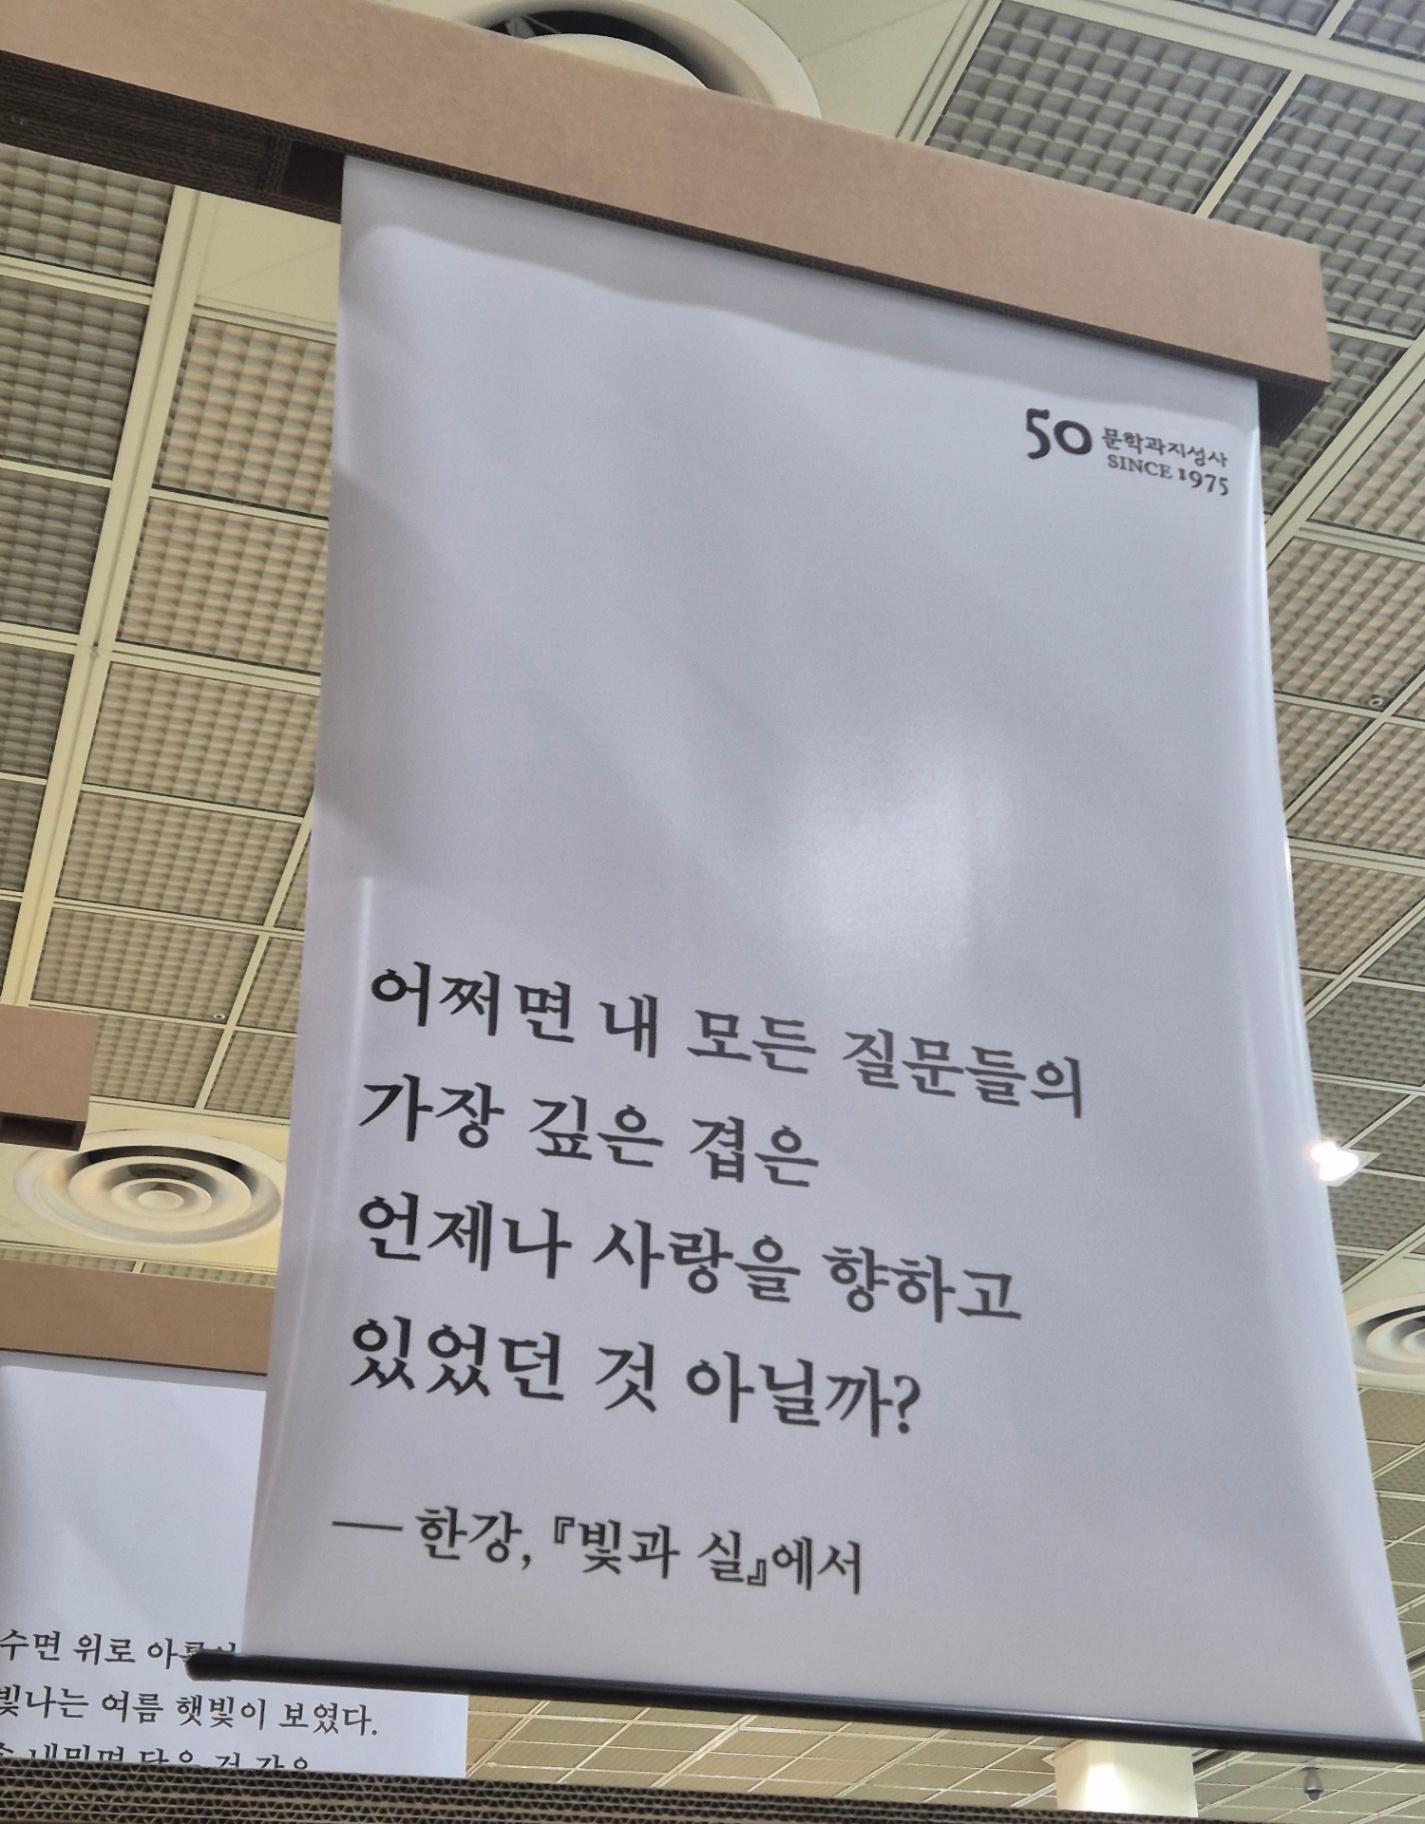 50 문학과지성사
SINCE 1975
어쩌면 내 모든 질문들의
가장 깊은 겹은
언제나 사랑을 향하고
있었던 것 아닐까?
— 한강, 『빛과 실』에서
수면 위로
빛나는 여름 햇빛이 보였다.